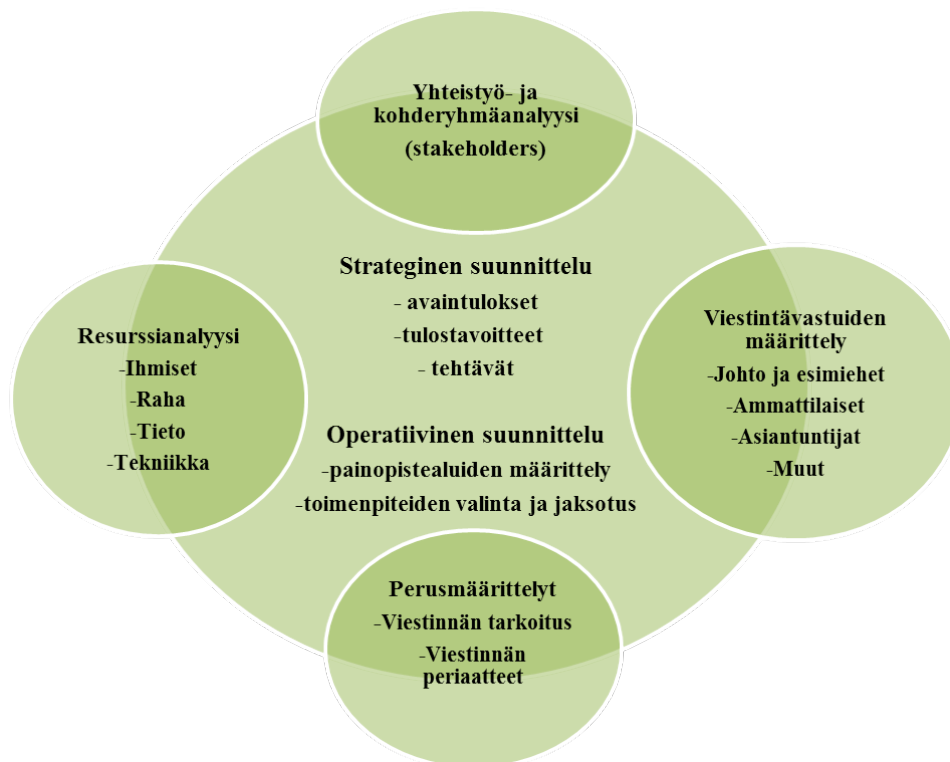 Yhteistyö- ja
kohderyhmäanalyysi
(stakeholders)
Strateginen suunnittelu
- avaintulokset
-tulostavoitteet
- tehtävät
Operatiivinen suunnittelu
-painopistealuiden määrittely
-toimenpiteiden valinta ja jaksotus
Resurssianalyysi
-Ihmiset
-Raha
-Tieto
-Tekniikka
Viestintävastuiden
määrittely
-Johto ja esimiehet
-Ammattilaiset
-Asiantuntijat
-Muut
Perusmäärittelyt
-Viestinnän tarkoitus
-Viestinnän
periaatteet